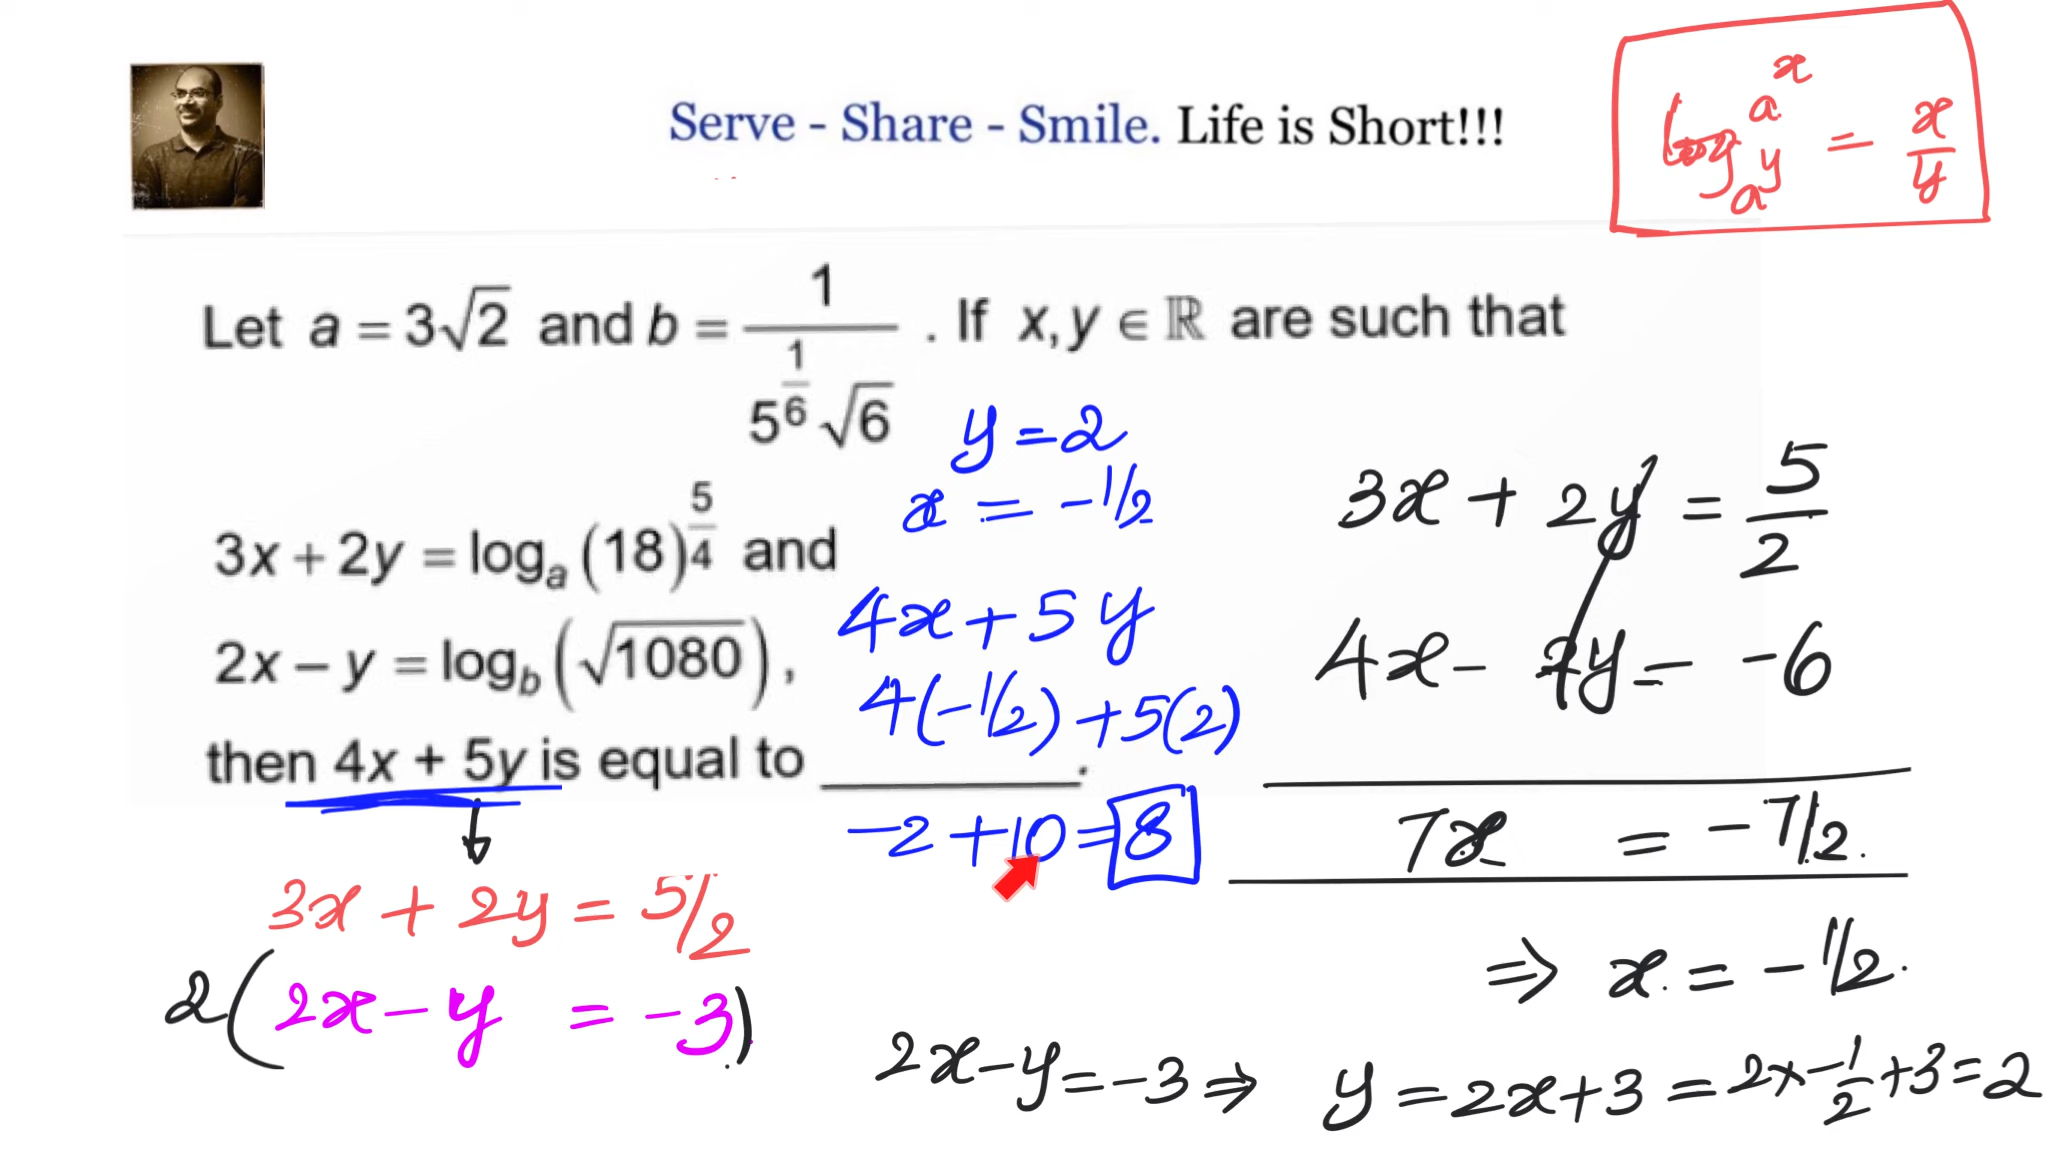 Serve - Share - Smile. Life is Short!!!
log_{a^y} a^x = x/y
Let a = 3√2 and b = 1/(5^{1/6}√6). If x, y ∈ ℝ are such that
3x + 2y = log_a (18)^{5/4} and
2x – y = log_b (√1080),
then 4x + 5y is equal to ________.
y = 2
x = -1/2
4x + 5y
4(-1/2) + 5(2)
-2 + 10 = 8
3x + 2y = 5/2
4x - 2y = -6
7x = -7/2.
⇒ x = -1/2.
3x + 2y = 5/2
2(2x - y = -3)
2x - y = -3 ⇒ y = 2x + 3 = 2x-1/2 + 3 = 2